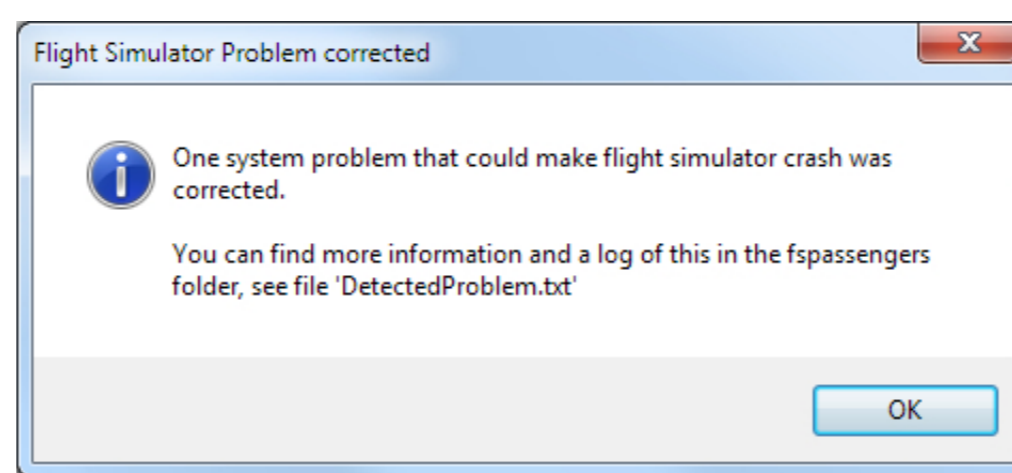 Flight Simulator Problem corrected
One system problem that could make flight simulator crash was
corrected.
You can find more information and a log of this in the fspassengers
folder, see file 'DetectedProblem.txt'
OK